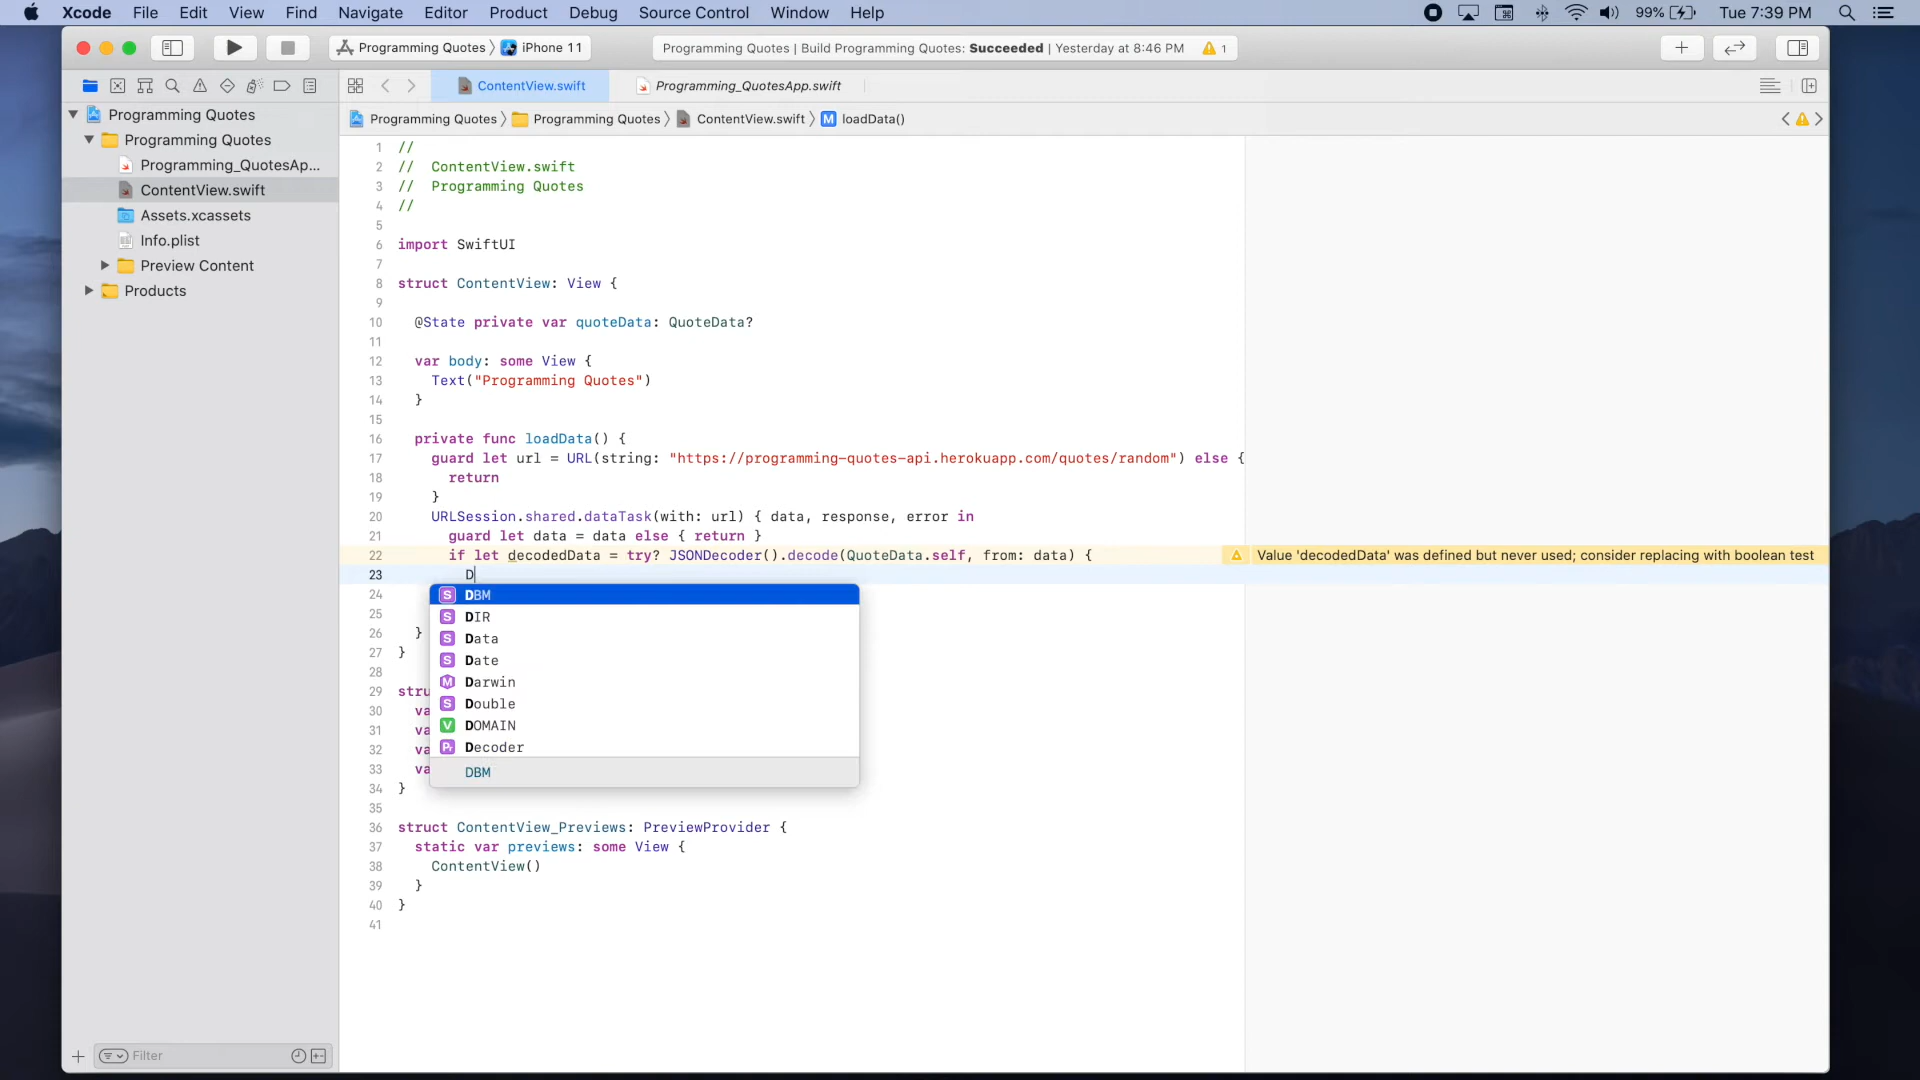 Xcode File Edit View Find Navigate Editor Product Debug Source Control Window Help 99% Tue 7:39 PM
Programming Quotes iPhone 11 Programming Quotes | Build Programming Quotes: Succeeded | Yesterday at 8:46 PM 1
ContentView.swift Programming_QuotesApp.swift
Programming Quotes
Programming Quotes
Programming_QuotesAp...
ContentView.swift
Assets.xcassets
Info.plist
Preview Content
Products
Filter
Programming Quotes Programming Quotes ContentView.swift M loadData()
1 //
2 // ContentView.swift
3 // Programming Quotes
4 //
5
6 import SwiftUI
7
8 struct ContentView: View {
9
10 @State private var quoteData: QuoteData?
11
12 var body: some View {
13 Text("Programming Quotes")
14 }
15
16 private func loadData() {
17 guard let url = URL(string: "https://programming-quotes-api.herokuapp.com/quotes/random") else {
18 return
19 }
20 URLSession.shared.dataTask(with: url) { data, response, error in
21 guard let data = data else { return }
22 if let decodedData = try? JSONDecoder().decode(QuoteData.self, from: data) { Value 'decodedData' was defined but never used; consider replacing with boolean test
23 D
24
25
26 }
27 }
28
29 stru
30 va
31 va
32 va
33 va
34 }
35
36 struct ContentView_Previews: PreviewProvider {
37 static var previews: some View {
38 ContentView()
39 }
40 }
41
S DBM
S DIR
S Data
S Date
M Darwin
S Double
V DOMAIN
Pr Decoder
DBM